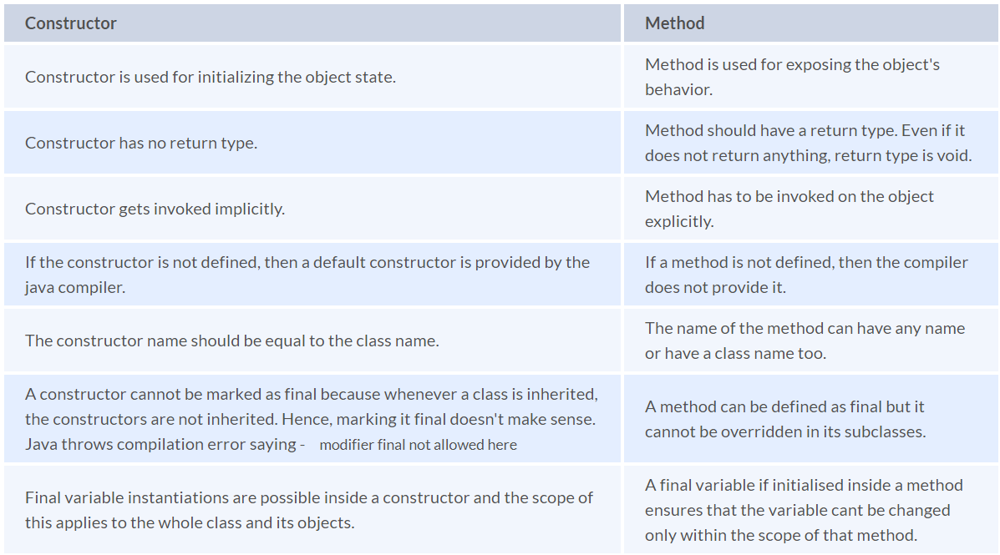 Constructor
Method
Constructor is used for initializing the object state.
Method is used for exposing the object's
behavior.
Constructor has no return type.
Method should have a return type. Even if it
does not return anything, return type is void.
Constructor gets invoked implicitly.
Method has to be invoked on the object
explicitly.
If the constructor is not defined, then a default constructor is provided by the
java compiler.
If a method is not defined, then the compiler
does not provide it.
The constructor name should be equal to the class name.
The name of the method can have any name
or have a class name too.
A constructor cannot be marked as final because whenever a class is inherited,
the constructors are not inherited. Hence, marking it final doesn't make sense.
Java throws compilation error saying - modifier final not allowed here
A method can be defined as final but it
cannot be overridden in its subclasses.
Final variable instantiations are possible inside a constructor and the scope of
this applies to the whole class and its objects.
A final variable if initialised inside a method
ensures that the variable cant be changed
only within the scope of that method.